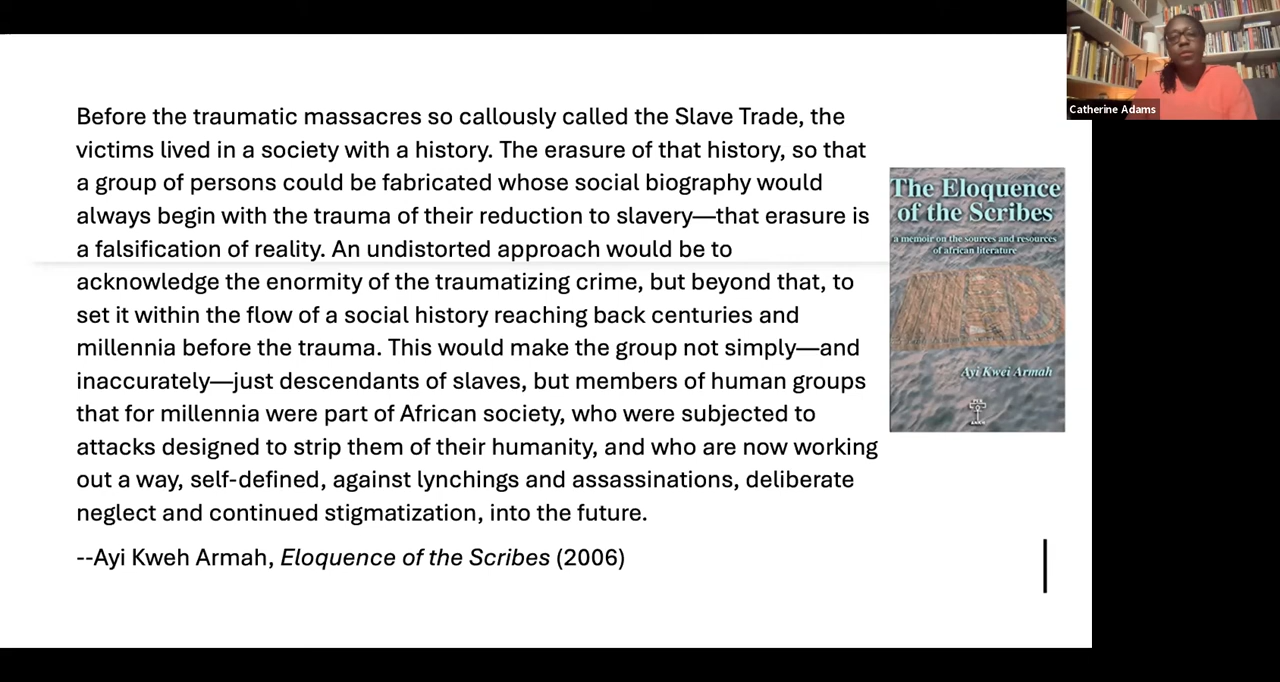 Before the traumatic massacres so callously called the Slave Trade, the
victims lived in a society with a history. The erasure of that history, so that
a group of persons could be fabricated whose social biography would
always begin with the trauma of their reduction to slavery—that erasure is
a falsification of reality. An undistorted approach would be to
acknowledge the enormity of the traumatizing crime, but beyond that, to
set it within the flow of a social history reaching back centuries and
millennia before the trauma. This would make the group not simply—and
inaccurately—just descendants of slaves, but members of human groups
that for millennia were part of African society, who were subjected to
attacks designed to strip them of their humanity, and who are now working
out a way, self-defined, against lynchings and assassinations, deliberate
neglect and continued stigmatization, into the future.
--Ayi Kweh Armah, Eloquence of the Scribes (2006)
The Eloquence
of the Scribes
a memoir on the sources and resources
of african literature
Ayi Kwei Armah
Catherine Adams